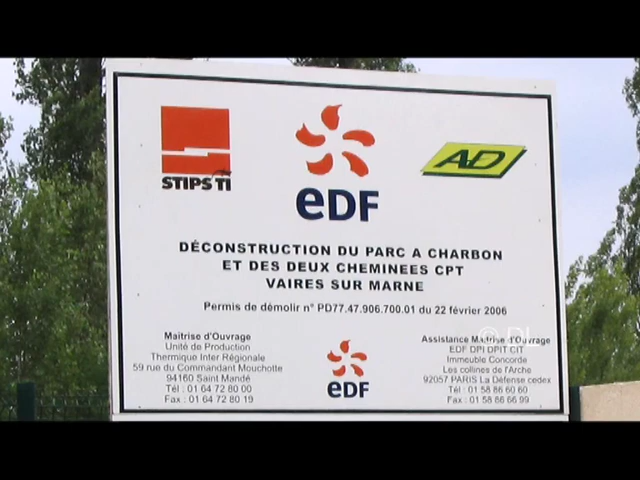 STIPS TI
eDF
AD
DÉCONSTRUCTION DU PARC A CHARBON
ET DES DEUX CHEMINEES CPT
VAIRES SUR MARNE
Permis de démolir n° PD77.47.906.700.01 du 22 février 2006
Maitrise d'Ouvrage
Unité de Production
Thermique Inter Régionale
59 rue du Commandant Mouchotte
94160 Saint Mandé
Tél : 01 64 72 80 00
Fax : 01 64 72 80 19
eDF
Assistance Maitrise d'Ouvrage
EDF DPI DPIT CIT
Immeuble Concorde
Les collines de l'Arche
92057 PARIS La Défense cedex
Tél : 01 58 86 60 60
Fax : 01 58 86 66 99
© DL